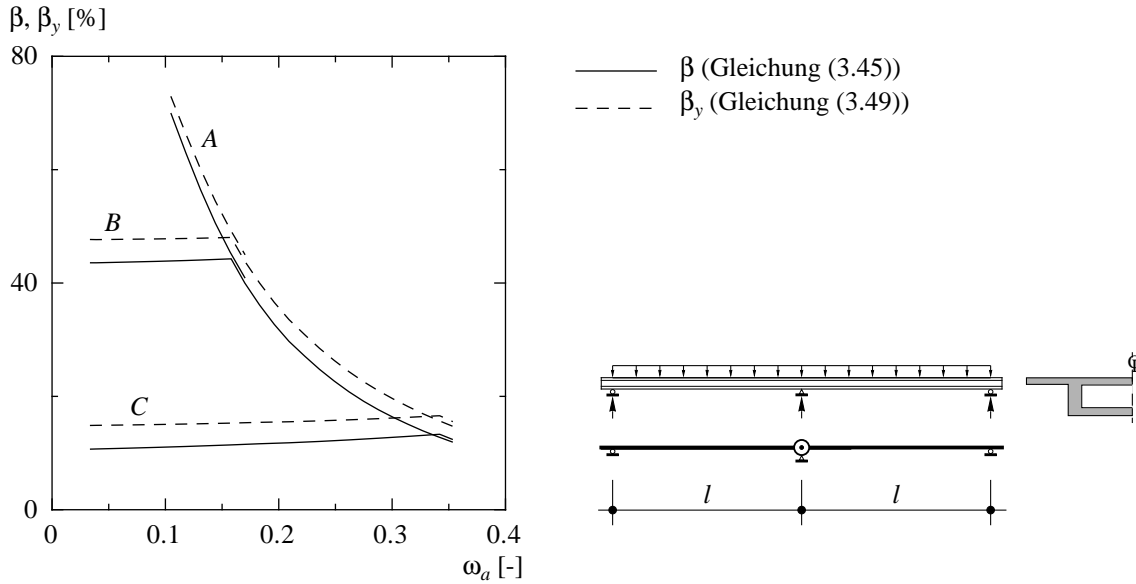 β, β_y [%]
80
40
0
0
0.1
0.2
0.3
0.4
ω_a [-]
A
B
C
β (Gleichung (3.45))
β_y (Gleichung (3.49))
l
l